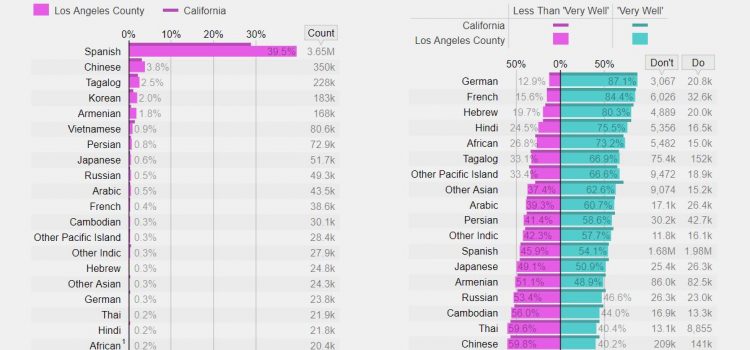 Los Angeles County California
0% 10% 20% 30% Count
Spanish 39.5% 3.65M
Chinese 3.8% 350k
Tagalog 2.5% 228k
Korean 2.0% 183k
Armenian 1.8% 168k
Vietnamese 0.9% 80.6k
Persian 0.8% 72.9k
Japanese 0.6% 51.7k
Russian 0.5% 49.3k
Arabic 0.5% 43.5k
French 0.4% 38.6k
Cambodian 0.3% 30.1k
Other Pacific Island 0.3% 28.4k
Other Indic 0.3% 27.9k
Hebrew 0.3% 24.8k
Other Asian 0.3% 24.3k
German 0.3% 23.8k
Thai 0.2% 21.9k
Hindi 0.2% 21.8k
African¹ 0.2% 20.4k
Less Than 'Very Well' 'Very Well'
California
Los Angeles County
50% 0% 50% Don't Do
German 12.9% 87.1% 3,067 20.8k
French 15.6% 84.4% 6,026 32.6k
Hebrew 19.7% 80.3% 4,889 20.0k
Hindi 24.5% 75.5% 5,356 16.5k
African 26.8% 73.2% 5,482 15.0k
Tagalog 33.1% 66.9% 75.4k 152k
Other Pacific Island 33.4% 66.6% 9,472 18.9k
Other Asian 37.4% 62.6% 9,074 15.2k
Arabic 39.3% 60.7% 17.1k 26.4k
Persian 41.4% 58.6% 30.2k 42.7k
Other Indic 42.3% 57.7% 11.8k 16.1k
Spanish 45.9% 54.1% 1.68M 1.98M
Japanese 49.1% 50.9% 25.4k 26.3k
Armenian 51.1% 48.9% 86.0k 82.5k
Russian 53.4% 46.6% 26.3k 23.0k
Cambodian 56.0% 44.0% 16.9k 13.3k
Thai 59.6% 40.4% 13.1k 8,855
Chinese 59.8% 40.2% 209k 141k